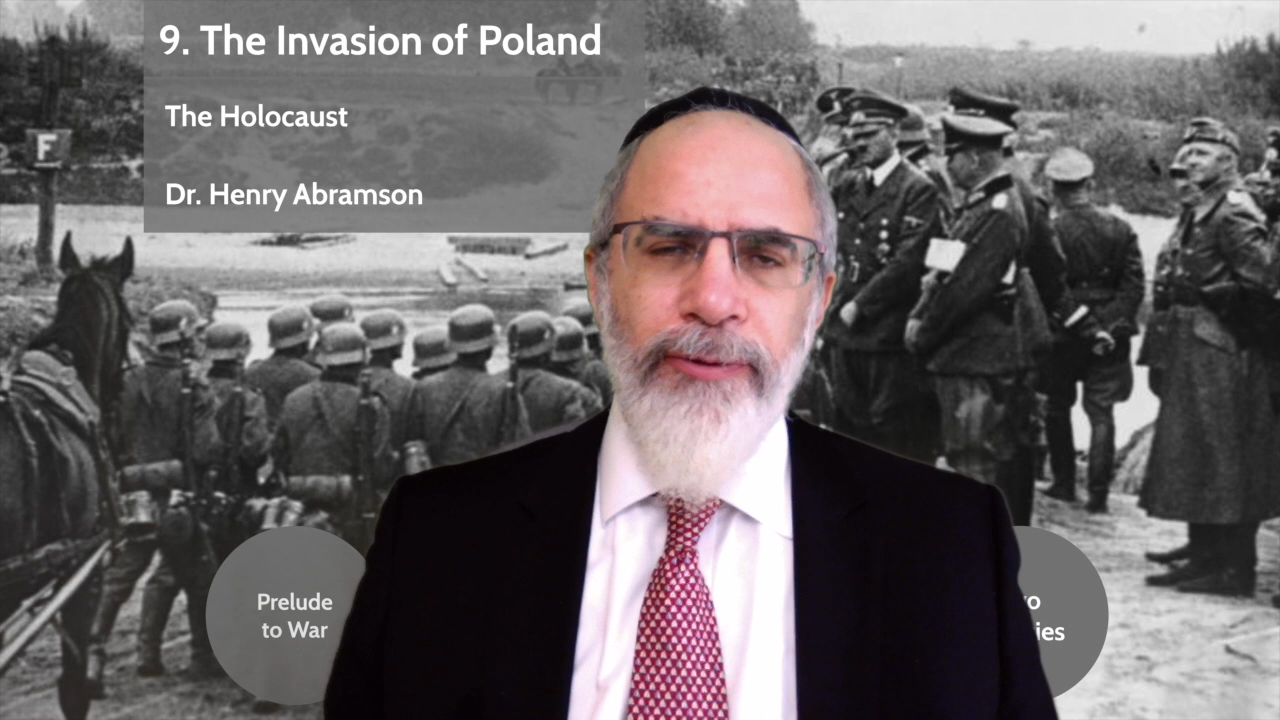 9. The Invasion of Poland
The Holocaust
Dr. Henry Abramson
F
Prelude
to War